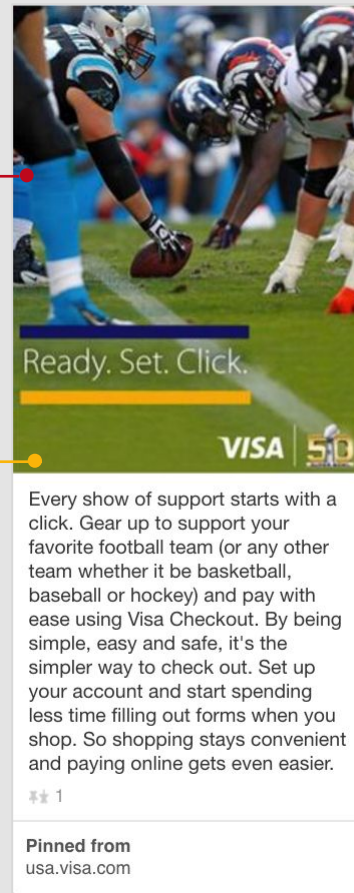 Ready. Set. Click.
VISA 50
Every show of support starts with a
click. Gear up to support your
favorite football team (or any other
team whether it be basketball,
baseball or hockey) and pay with
ease using Visa Checkout. By being
simple, easy and safe, it's the
simpler way to check out. Set up
your account and start spending
less time filling out forms when you
shop. So shopping stays convenient
and paying online gets even easier.
1
Pinned from
usa.visa.com